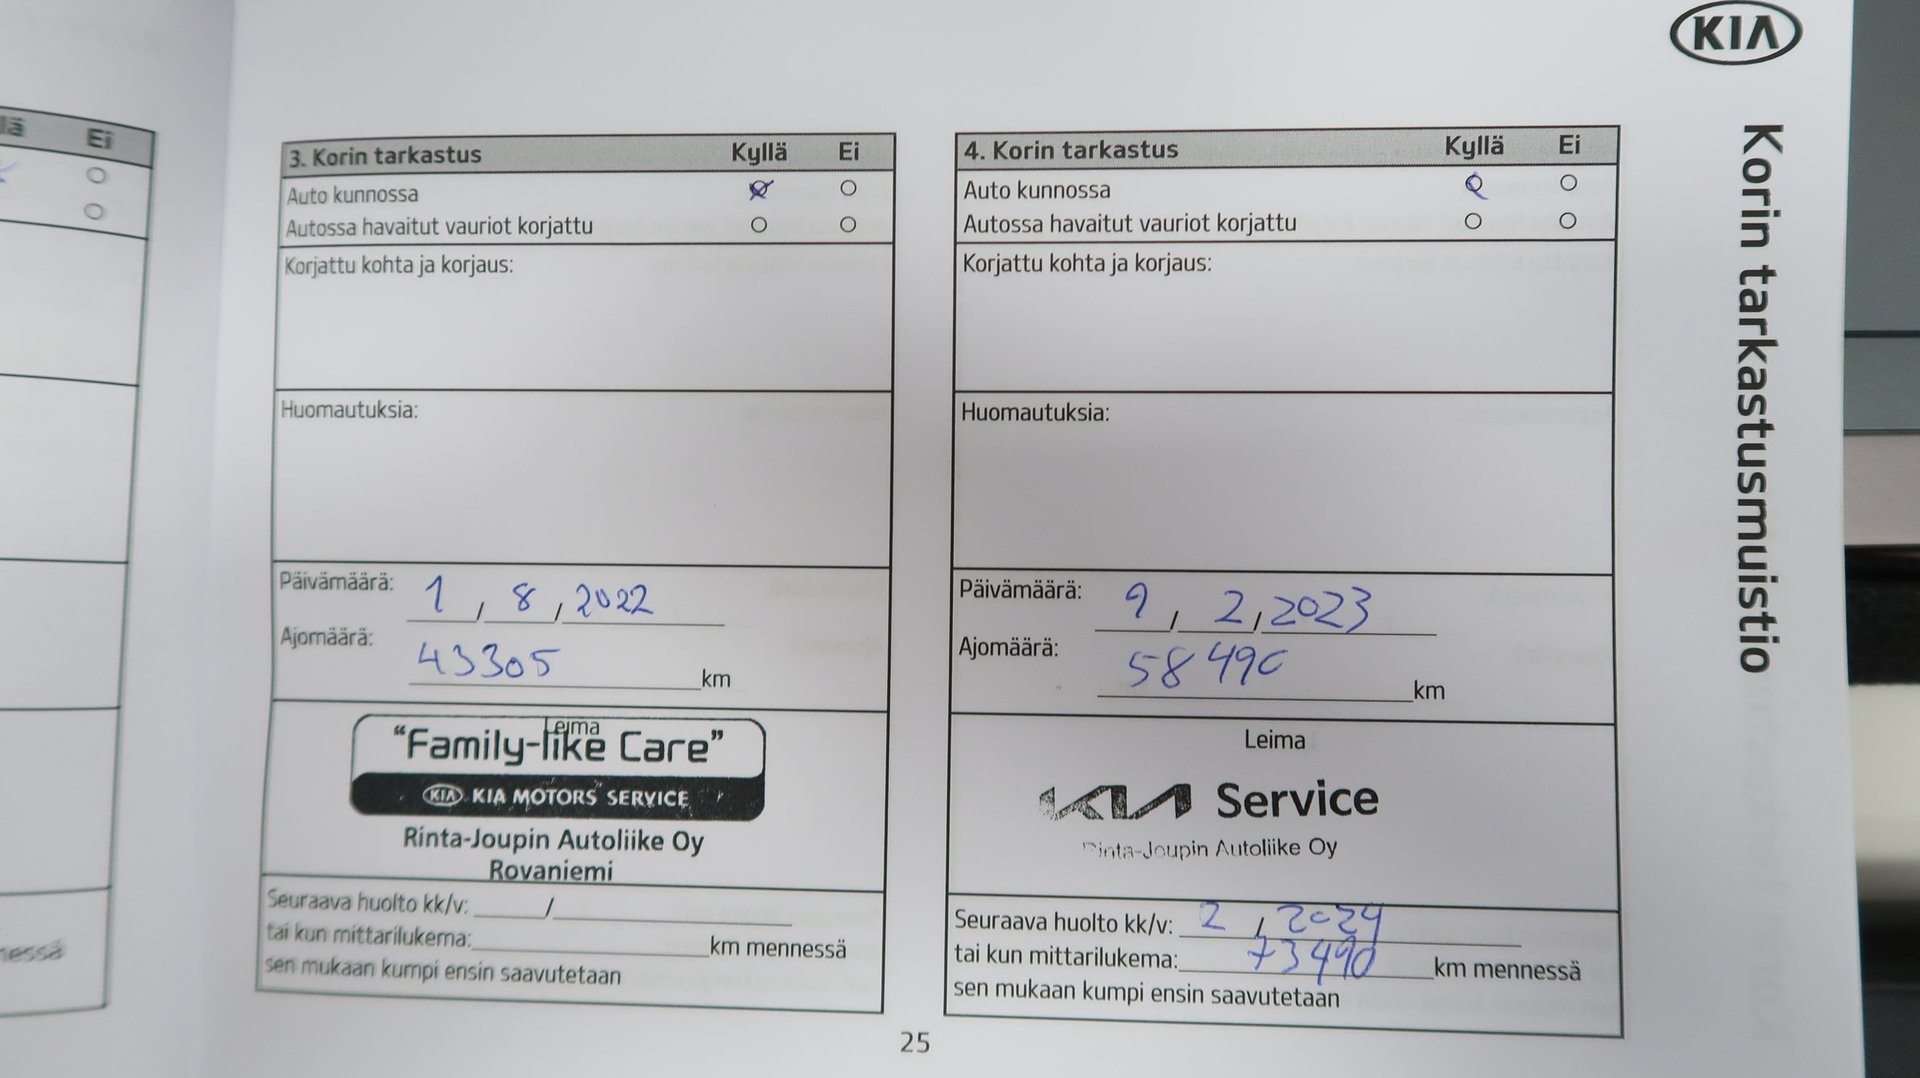 KIA
Korin tarkastusmuistio
Ei
3. Korin tarkastus Kyllä Ei
Auto kunnossa
Autossa havaitut vauriot korjattu
Korjattu kohta ja korjaus:
Huomautuksia:
Päivämäärä: 1 / 8 / 2022
Ajomäärä: 43305 km
Leima
"Family-like Care"
KIA KIA MOTORS SERVICE
Rinta-Joupin Autoliike Oy
Rovaniemi
Seuraava huolto kk/v: /
tai kun mittarilukema: km mennessä
sen mukaan kumpi ensin saavutetaan
4. Korin tarkastus Kyllä Ei
Auto kunnossa
Autossa havaitut vauriot korjattu
Korjattu kohta ja korjaus:
Huomautuksia:
Päivämäärä: 9 / 2 / 2023
Ajomäärä: 58490 km
Leima
KIA Service
Rinta-Joupin Autoliike Oy
Seuraava huolto kk/v: 2 / 2024
tai kun mittarilukema: 73490 km mennessä
sen mukaan kumpi ensin saavutetaan
25